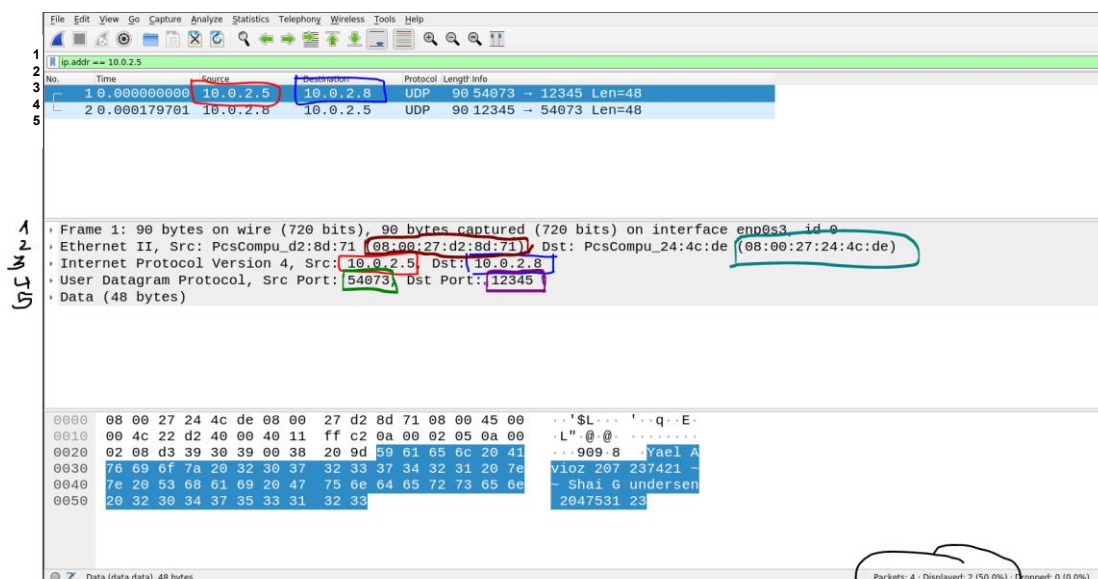 File Edit View Go Capture Analyze Statistics Telephony Wireless Tools Help
1
2
3
4
5
ip.addr == 10.0.2.5
No. Time Source Destination Protocol Length Info
1 0.000000000 10.0.2.5 10.0.2.8 UDP 90 54073 → 12345 Len=48
2 0.000179701 10.0.2.8 10.0.2.5 UDP 90 12345 → 54073 Len=48
1 Frame 1: 90 bytes on wire (720 bits), 90 bytes captured (720 bits) on interface enp0s3, id 0
2 Ethernet II, Src: PcsCompu_d2:8d:71 (08:00:27:d2:8d:71), Dst: PcsCompu_24:4c:de (08:00:27:24:4c:de)
3 Internet Protocol Version 4, Src: 10.0.2.5, Dst: 10.0.2.8
User Datagram Protocol, Src Port: 54073, Dst Port: 12345
5 Data (48 bytes)
0000 08 00 27 24 4c de 08 00 27 d2 8d 71 08 00 45 00 ··'$L··· '··q··E·
0010 00 4c 22 d2 40 00 40 11 ff c2 0a 00 02 05 0a 00 ·L"·@·@· ········
0020 02 08 d3 39 30 39 00 38 20 9d 59 61 65 6c 20 41 ···909·8 ·Yael A
0030 76 69 6f 7a 20 32 30 37 32 33 37 34 32 31 20 7e vioz 207 237421 ~
0040 7e 20 53 68 61 69 20 47 75 6e 64 65 72 73 65 6e ~ Shai G undersen
0050 20 32 30 34 37 35 33 31 32 33 2047531 23
Data (data.data), 48 bytes Packets: 4 · Displayed: 2 (50.0%) · Dropped: 0 (0.0%)